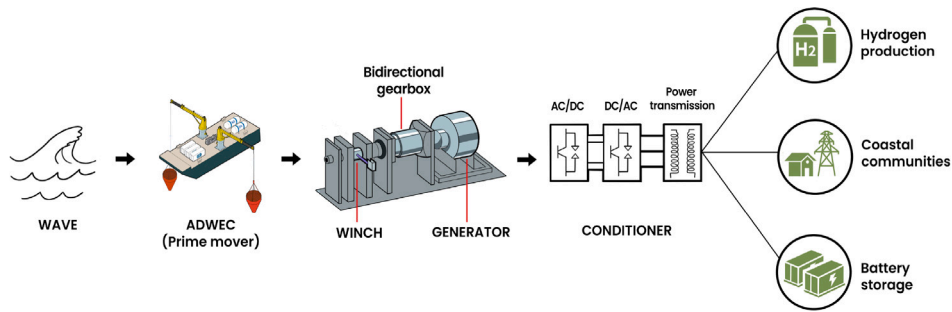 WAVE
ADWEC
(Prime mover)
Bidirectional
gearbox
WINCH
GENERATOR
AC/DC
DC/AC
Power
transmission
CONDITIONER
H2
Hydrogen
production
Coastal
communities
Battery
storage